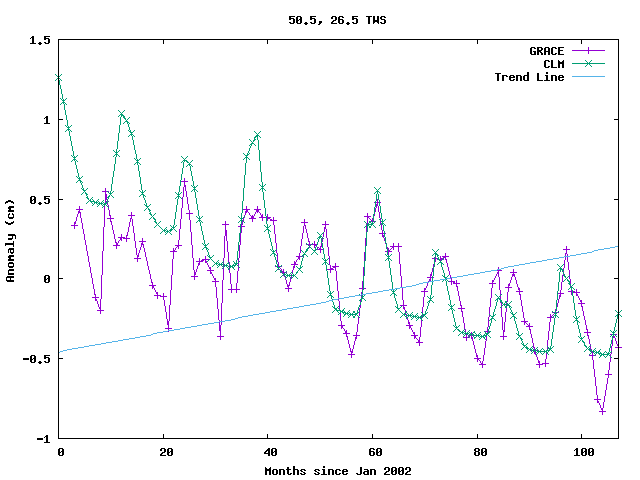 50.5, 26.5 TWS
1.5
GRACE
CLM
Trend Line
1
0.5
Anomaly (cm)
0
-0.5
-1
0 20 40 60 80 100
Months since Jan 2002